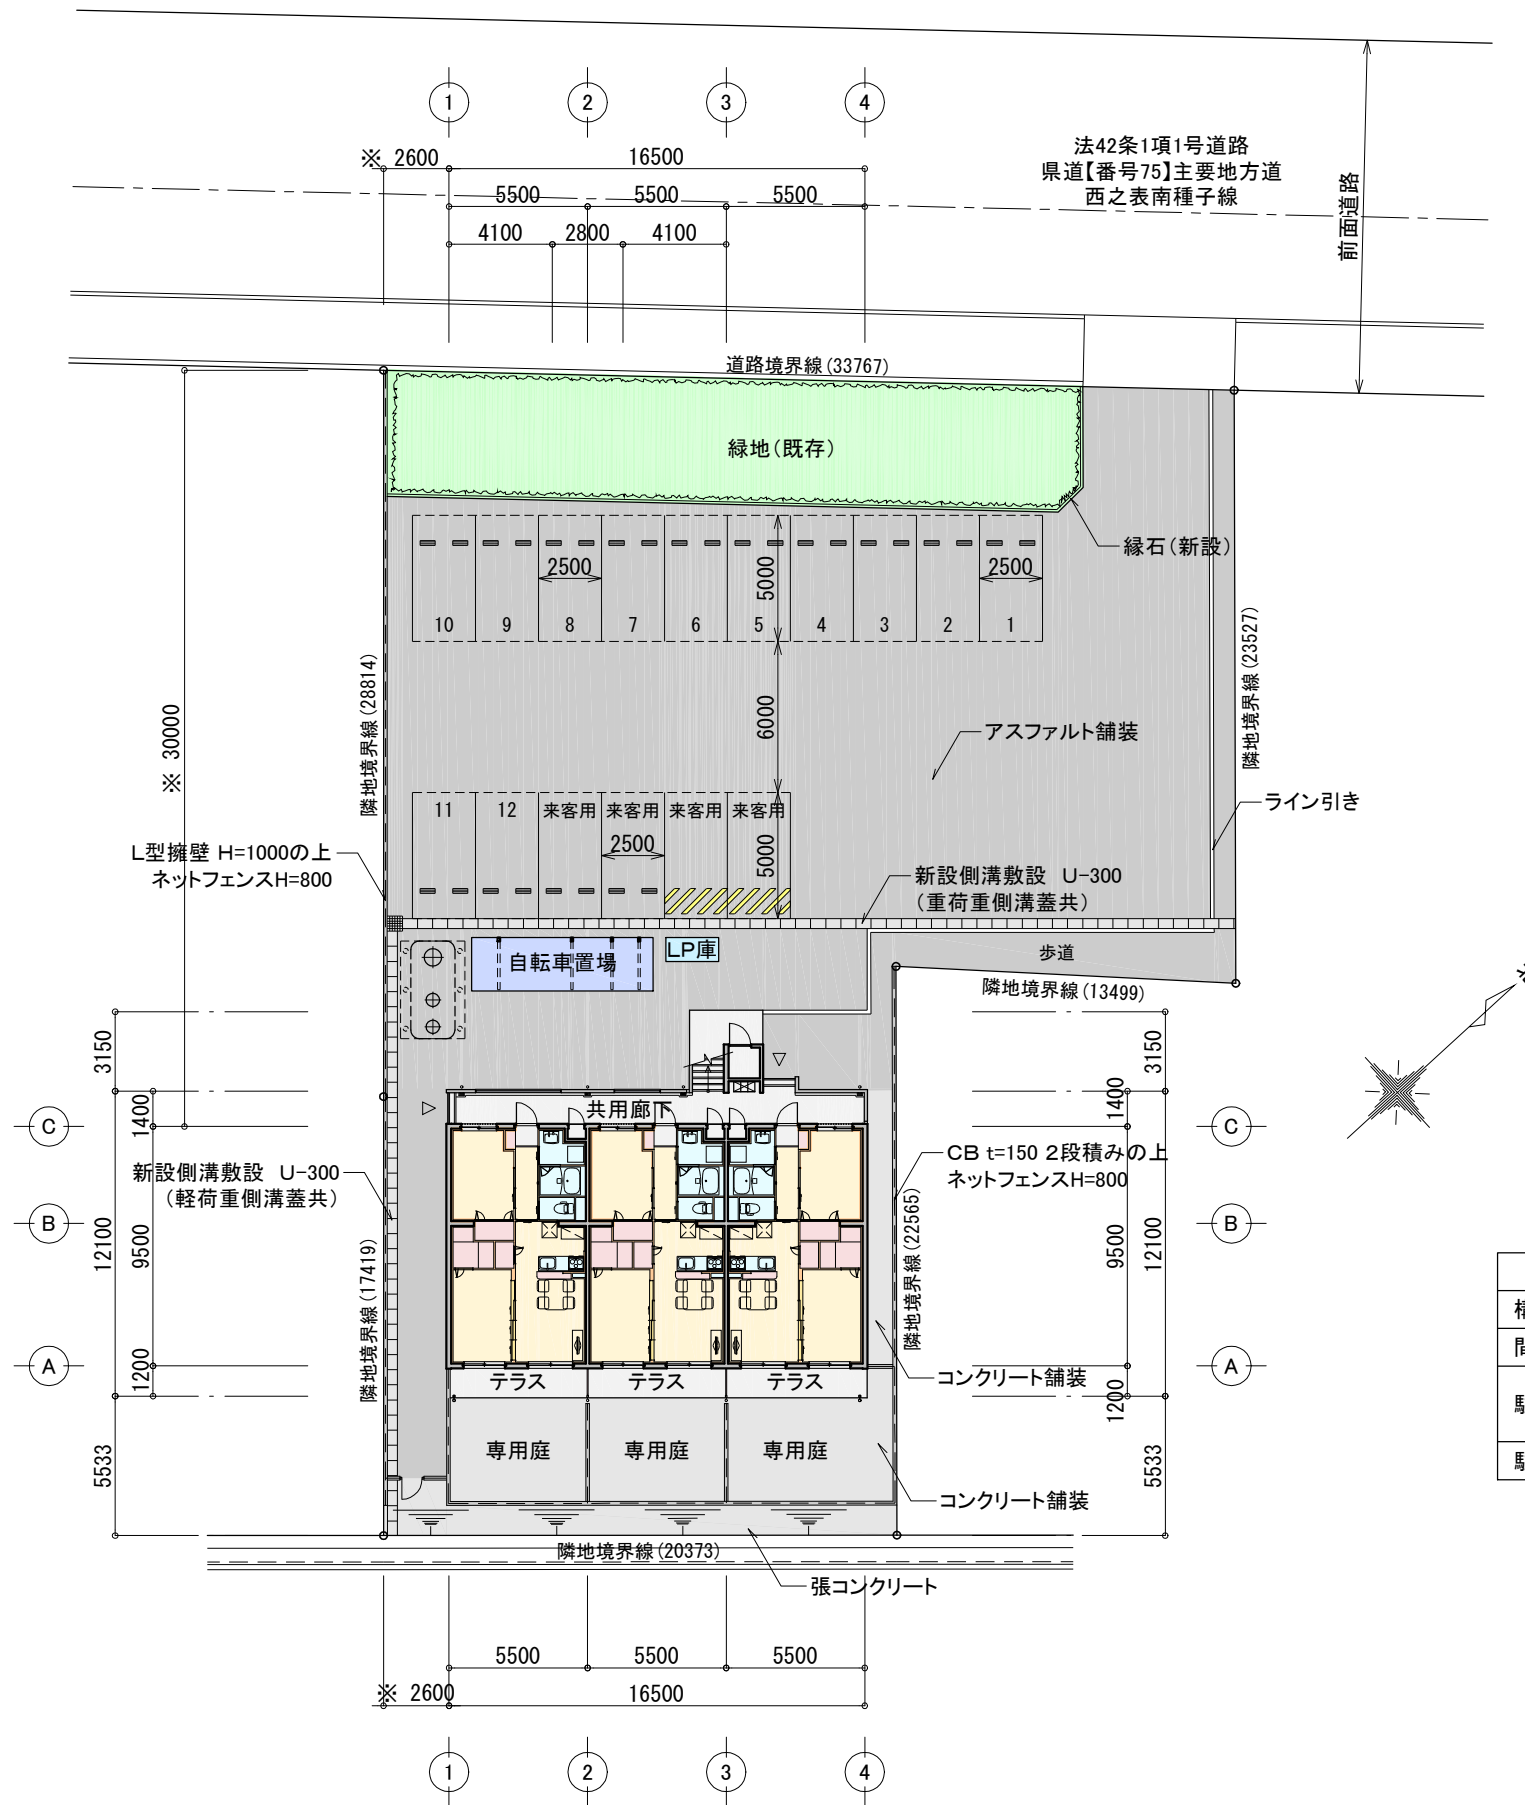 1
2
3
4
※ 2600
16500
5500
5500
5500
4100
2800
4100
法42条1項1号道路
県道【番号75】主要地方道
西之表南種子線
前面道路
道路境界線(33767)
緑地(既存)
縁石(新設)
2500
5000
2500
10
9
8
7
6
5
4
3
2
1
隣地境界線(28814)
隣地境界線(23527)
※ 30000
6000
アスファルト舗装
11
12
来客用
来客用
来客用
来客用
2500
5000
ライン引き
L型擁壁 H=1000の上
ネットフェンスH=800
新設側溝敷設 U-300
(重荷重側溝蓋共)
自転車置場
LP庫
歩道
隣地境界線(13499)
3150
3150
1400
1400
共用廊下
C
C
新設側溝敷設 U-300
(軽荷重側溝蓋共)
CB t=150 2段積みの上
ネットフェンスH=800
B
B
12100
9500
9500
12100
隣地境界線(17419)
隣地境界線(22565)
A
A
1200
1200
テラス
テラス
テラス
コンクリート舗装
専用庭
専用庭
専用庭
5533
5533
コンクリート舗装
隣地境界線(20373)
張コンクリート
5500
5500
5500
※ 2600
16500
1
2
3
4